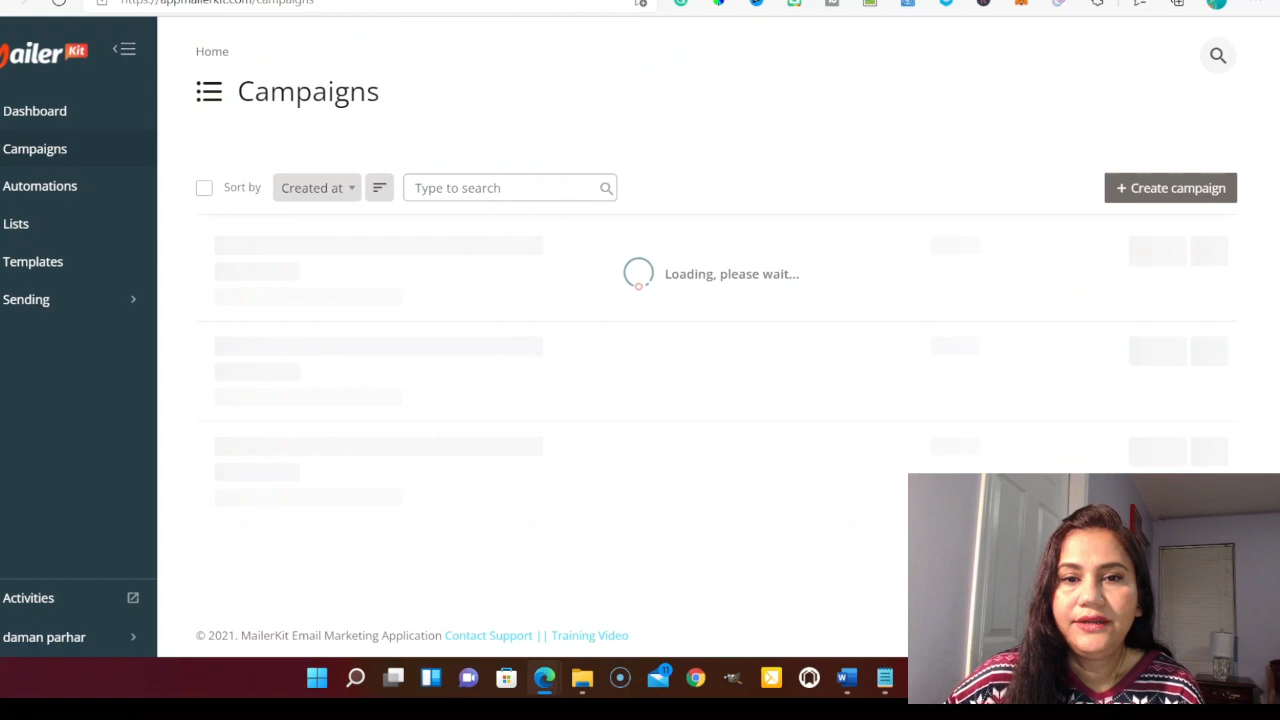 https://app.mailerkit.com/campaigns
Mailer Kit
Home
Campaigns
Dashboard
Campaigns
Automations
Lists
Templates
Sending
Sort by
Created at
Type to search
+ Create campaign
Loading, please wait...
Activities
daman parhar
© 2021. MailerKit Email Marketing Application Contact Support || Training Video
11